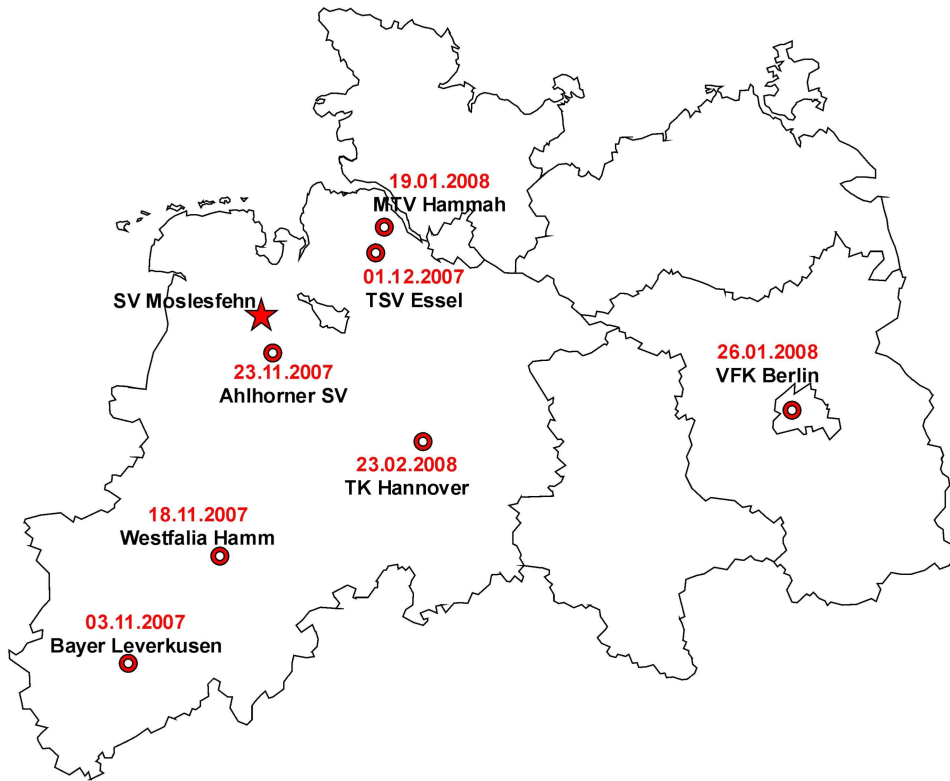 19.01.2008
MTV Hammah
01.12.2007
TSV Essel
SV Moslesfehn
23.11.2007
Ahlhorner SV
26.01.2008
VFK Berlin
23.02.2008
TK Hannover
18.11.2007
Westfalia Hamm
03.11.2007
Bayer Leverkusen